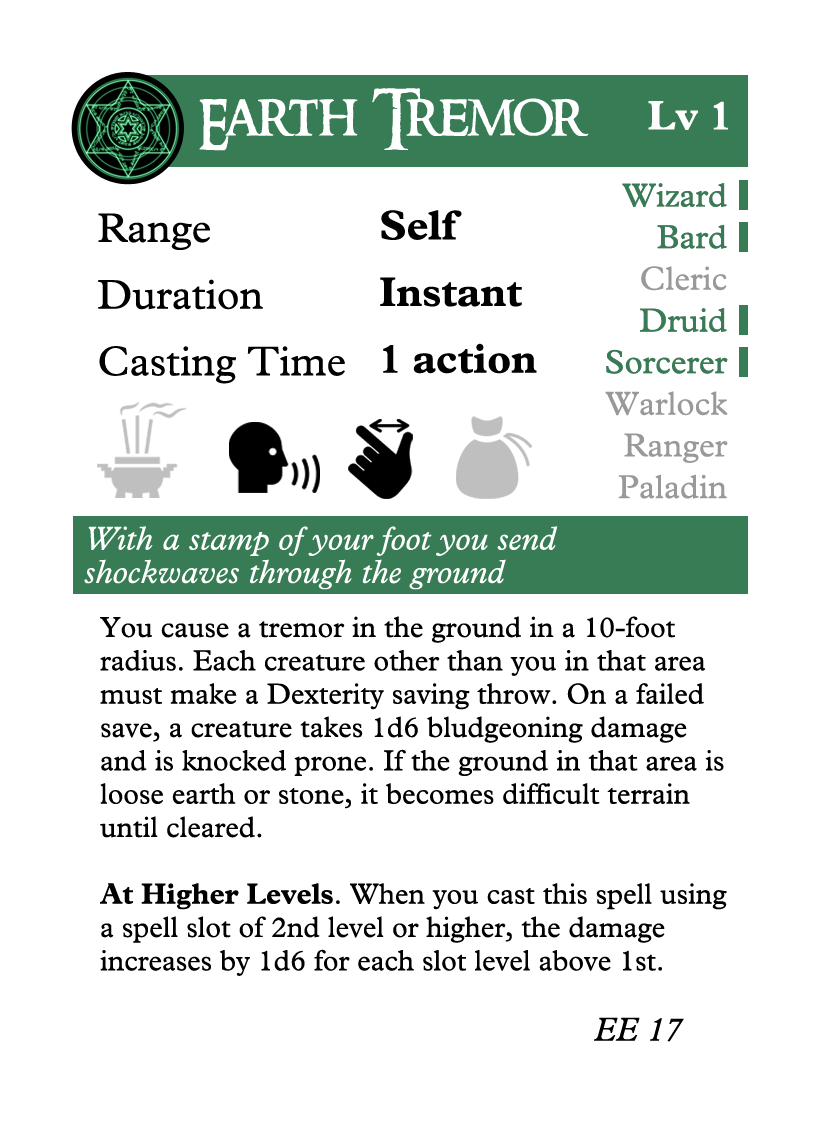 EARTH TREMOR Lv 1
Range Self
Duration Instant
Casting Time 1 action
Wizard
Bard
Cleric
Druid
Sorcerer
Warlock
Ranger
Paladin
With a stamp of your foot you send
shockwaves through the ground
You cause a tremor in the ground in a 10-foot
radius. Each creature other than you in that area
must make a Dexterity saving throw. On a failed
save, a creature takes 1d6 bludgeoning damage
and is knocked prone. If the ground in that area is
loose earth or stone, it becomes difficult terrain
until cleared.
At Higher Levels. When you cast this spell using
a spell slot of 2nd level or higher, the damage
increases by 1d6 for each slot level above 1st.
EE 17